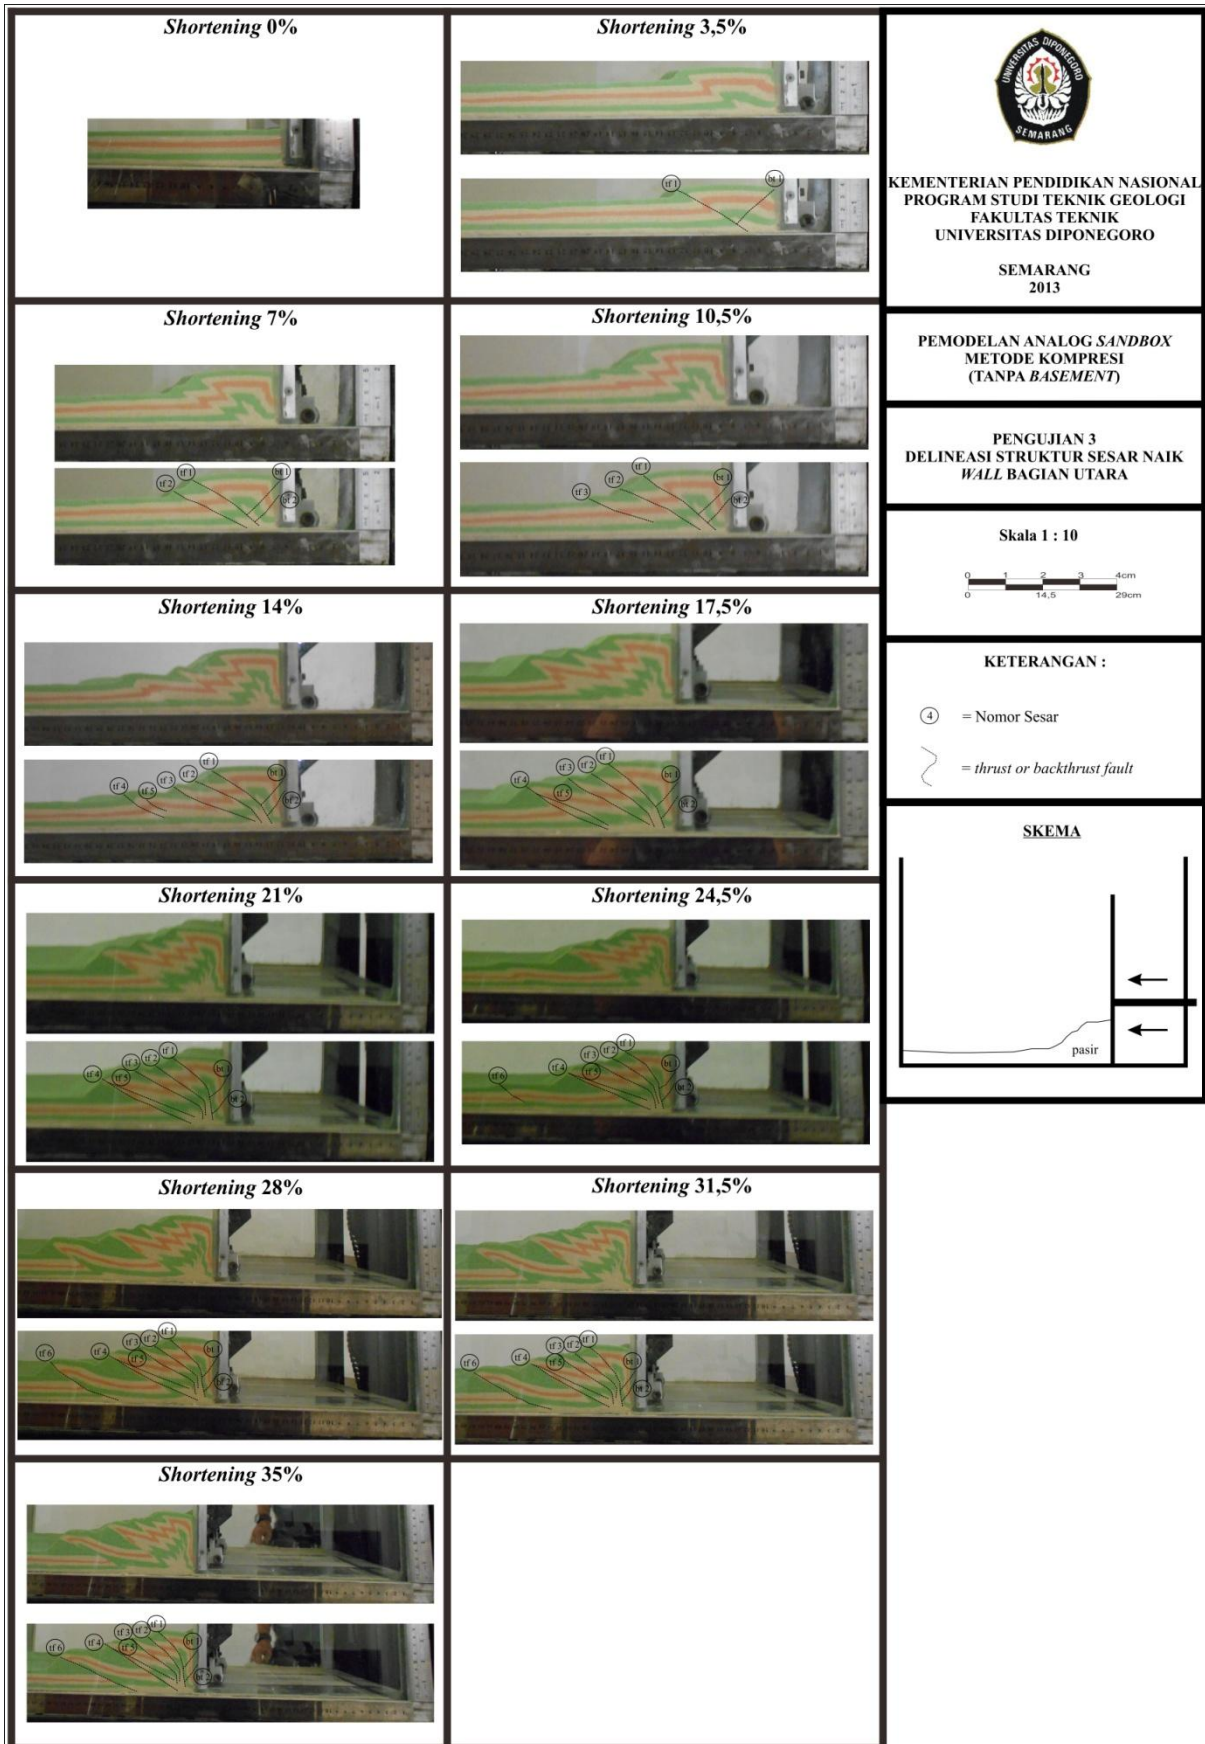 Shortening 0%
Shortening 3,5%
tf 1
bt 1
Shortening 7%
tf 1
tf 2
bt 1
bt 2
Shortening 10,5%
tf 1
tf 2
tf 3
bt 1
bt 2
Shortening 14%
tf 1
tf 2
tf 3
tf 4
tf 5
bt 1
bt 2
Shortening 17,5%
tf 1
tf 2
tf 3
tf 4
tf 5
bt 1
bt 2
Shortening 21%
tf 1
tf 2
tf 3
tf 4
tf 5
bt 1
bt 2
Shortening 24,5%
tf 1
tf 2
tf 3
tf 4
tf 5
tf 6
bt 1
bt 2
Shortening 28%
tf 1
tf 2
tf 3
tf 4
tf 5
tf 6
bt 1
bt 2
Shortening 31,5%
tf 1
tf 2
tf 3
tf 4
tf 5
tf 6
bt 1
bt 2
Shortening 35%
tf 1
tf 2
tf 3
tf 4
tf 5
tf 6
bt 1
bt 2
UNIVERSITAS DIPONEGORO
SEMARANG
KEMENTERIAN PENDIDIKAN NASIONAL
PROGRAM STUDI TEKNIK GEOLOGI
FAKULTAS TEKNIK
UNIVERSITAS DIPONEGORO
SEMARANG
2013
PEMODELAN ANALOG SANDBOX
METODE KOMPRESI
(TANPA BASEMENT)
PENGUJIAN 3
DELINEASI STRUKTUR SESAR NAIK
WALL BAGIAN UTARA
Skala 1 : 10
0 1 2 3 4cm
0 14,5 29cm
KETERANGAN :
4 = Nomor Sesar
= thrust or backthrust fault
SKEMA
pasir